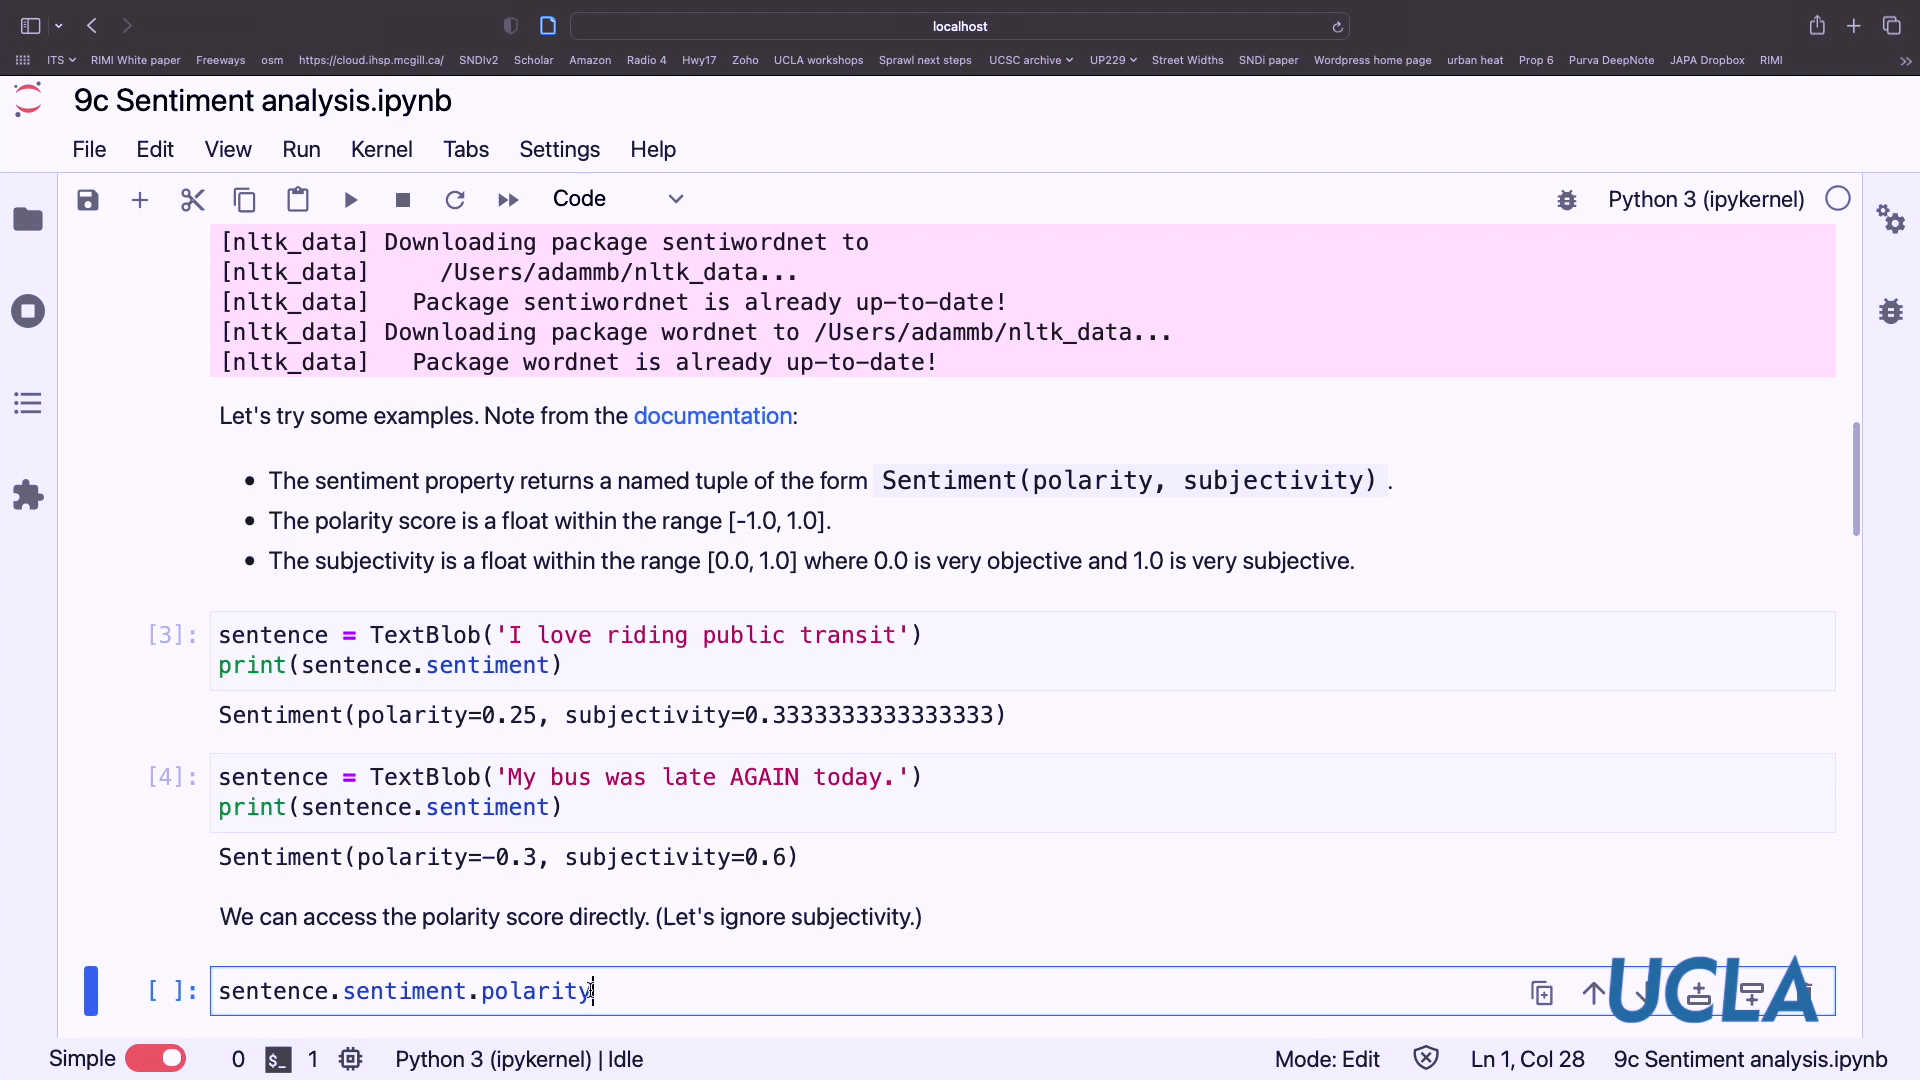 localhost
ITS RIMI White paper Freeways osm https://cloud.ihsp.mcgill.ca/ SNDIv2 Scholar Amazon Radio 4 Hwy17 Zoho UCLA workshops Sprawl next steps UCSC archive UP229 Street Widths SNDi paper Wordpress home page urban heat Prop 6 Purva DeepNote JAPA Dropbox RIMI
9c Sentiment analysis.ipynb
File Edit View Run Kernel Tabs Settings Help
Code Python 3 (ipykernel)
[nltk_data] Downloading package sentiwordnet to
[nltk_data]     /Users/adammb/nltk_data...
[nltk_data]   Package sentiwordnet is already up-to-date!
[nltk_data] Downloading package wordnet to /Users/adammb/nltk_data...
[nltk_data]   Package wordnet is already up-to-date!
Let's try some examples. Note from the documentation:
• The sentiment property returns a named tuple of the form Sentiment(polarity, subjectivity) .
• The polarity score is a float within the range [-1.0, 1.0].
• The subjectivity is a float within the range [0.0, 1.0] where 0.0 is very objective and 1.0 is very subjective.
[3]: sentence = TextBlob('I love riding public transit')
print(sentence.sentiment)
Sentiment(polarity=0.25, subjectivity=0.3333333333333333)
[4]: sentence = TextBlob('My bus was late AGAIN today.')
print(sentence.sentiment)
Sentiment(polarity=-0.3, subjectivity=0.6)
We can access the polarity score directly. (Let's ignore subjectivity.)
[ ]: sentence.sentiment.polarity
UCLA
Simple 0 $_ 1 Python 3 (ipykernel) | Idle Mode: Edit Ln 1, Col 28 9c Sentiment analysis.ipynb